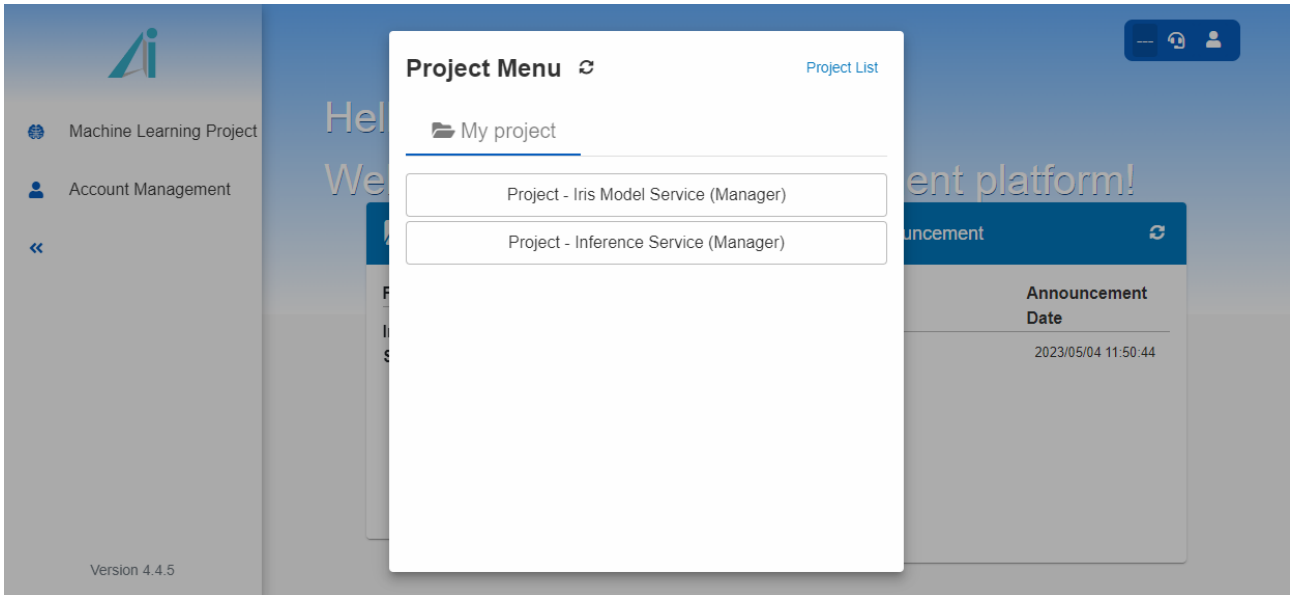 Project Menu
Project List
My project
Project - Iris Model Service (Manager)
Project - Inference Service (Manager)
Machine Learning Project
Account Management
Version 4.4.5
platform!
Announcement
Date
2023/05/04 11:50:44